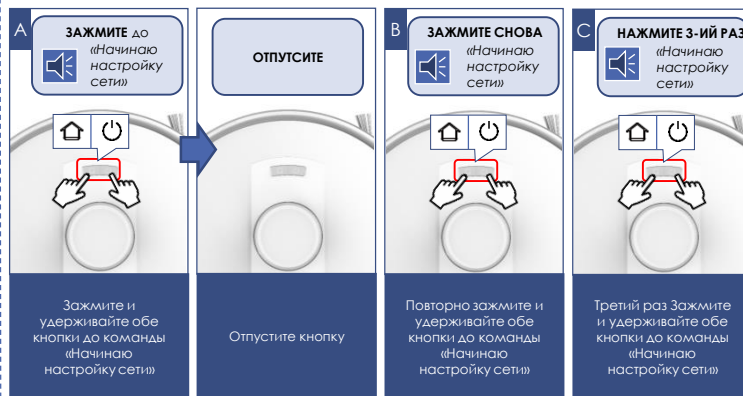 A
ЗАЖМИТЕ до
«Начинаю
настройку
сети»
Зажмите и
удерживайте обе
кнопки до команды
«Начинаю
настройку сети»
ОТПУТСИТЕ
Отпустите кнопку
B
ЗАЖМИТЕ СНОВА
«Начинаю
настройку
сети»
Повторно зажмите и
удерживайте обе
кнопки до команды
«Начинаю
настройку сети»
C
НАЖМИТЕ 3-ИЙ РАЗ
«Начинаю
настройку
сети»
Третий раз Зажмите
и удерживайте обе
кнопки до команды
«Начинаю
настройку сети»